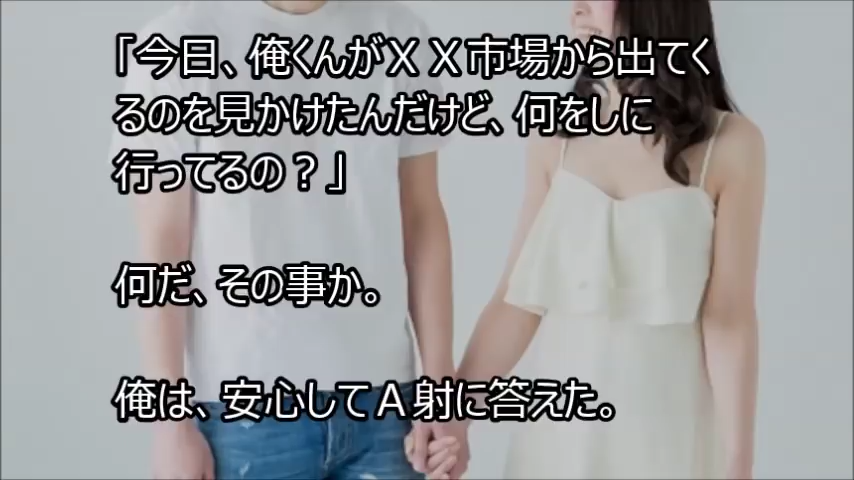 「今日、俺くんがＸＸ市場から出てく
るのを見かけたんだけど、何をしに
行ってるの？」
何だ、その事か。
俺は、安心してＡ射に答えた。